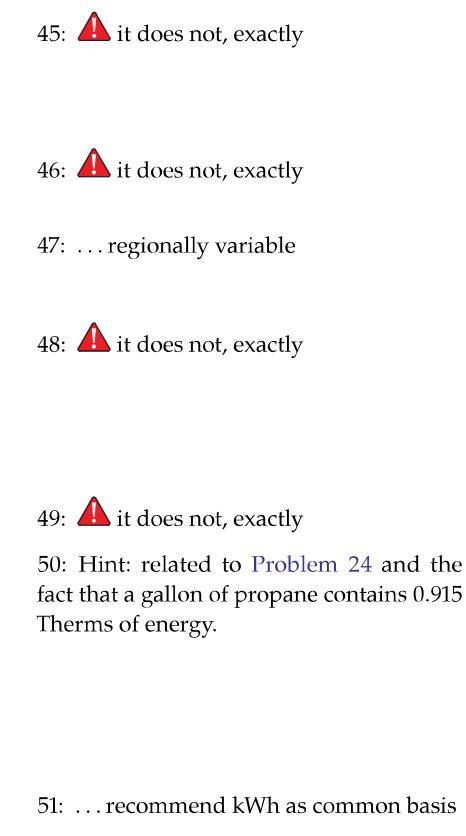 45: ⚠ it does not, exactly
46: ⚠ it does not, exactly
47: ... regionally variable
48: ⚠ it does not, exactly
49: ⚠ it does not, exactly
50: Hint: related to Problem 24 and the
fact that a gallon of propane contains 0.915
Therms of energy.
51: ... recommend kWh as common basis